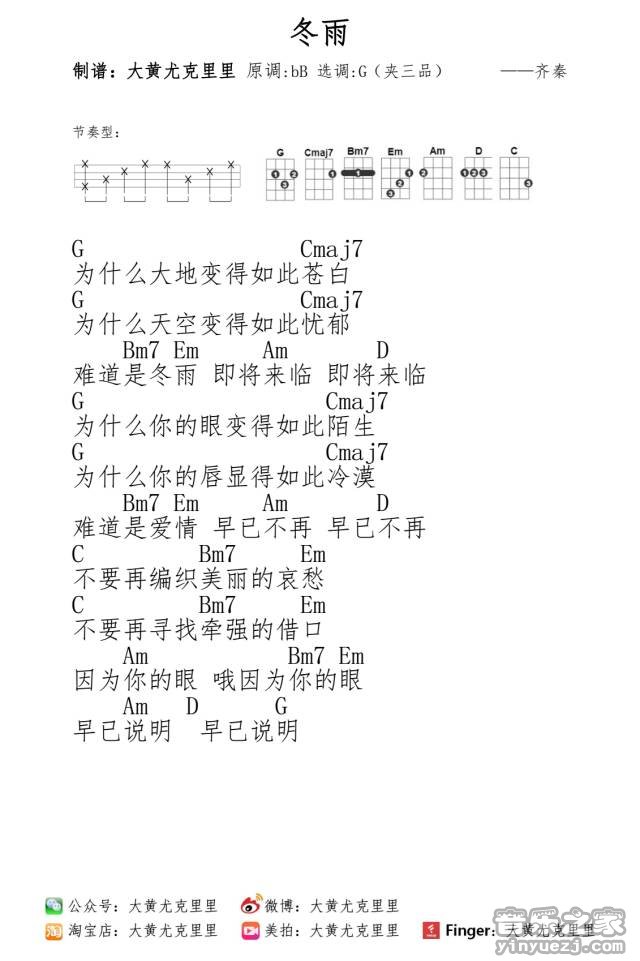 冬雨
制谱：大黄尤克里里 原调:bB 选调:G（夹三品） ——齐秦
节奏型：
G Cmaj7 Bm7 Em Am D C
G Cmaj7
为什么大地变得如此苍白
G Cmaj7
为什么天空变得如此忧郁
Bm7 Em Am D
难道是冬雨 即将来临 即将来临
G Cmaj7
为什么你的眼变得如此陌生
G Cmaj7
为什么你的唇显得如此冷漠
Bm7 Em Am D
难道是爱情 早已不再 早已不再
C Bm7 Em
不要再编织美丽的哀愁
C Bm7 Em
不要再寻找牵强的借口
Am Bm7 Em
因为你的眼 哦因为你的眼
Am D G
早已说明 早已说明
公众号：大黄尤克里里 微博：大黄尤克里里
淘宝店：大黄尤克里里 美拍：大黄尤克里里 Finger：大黄尤克里里
音乐之家
yinyuezj.com